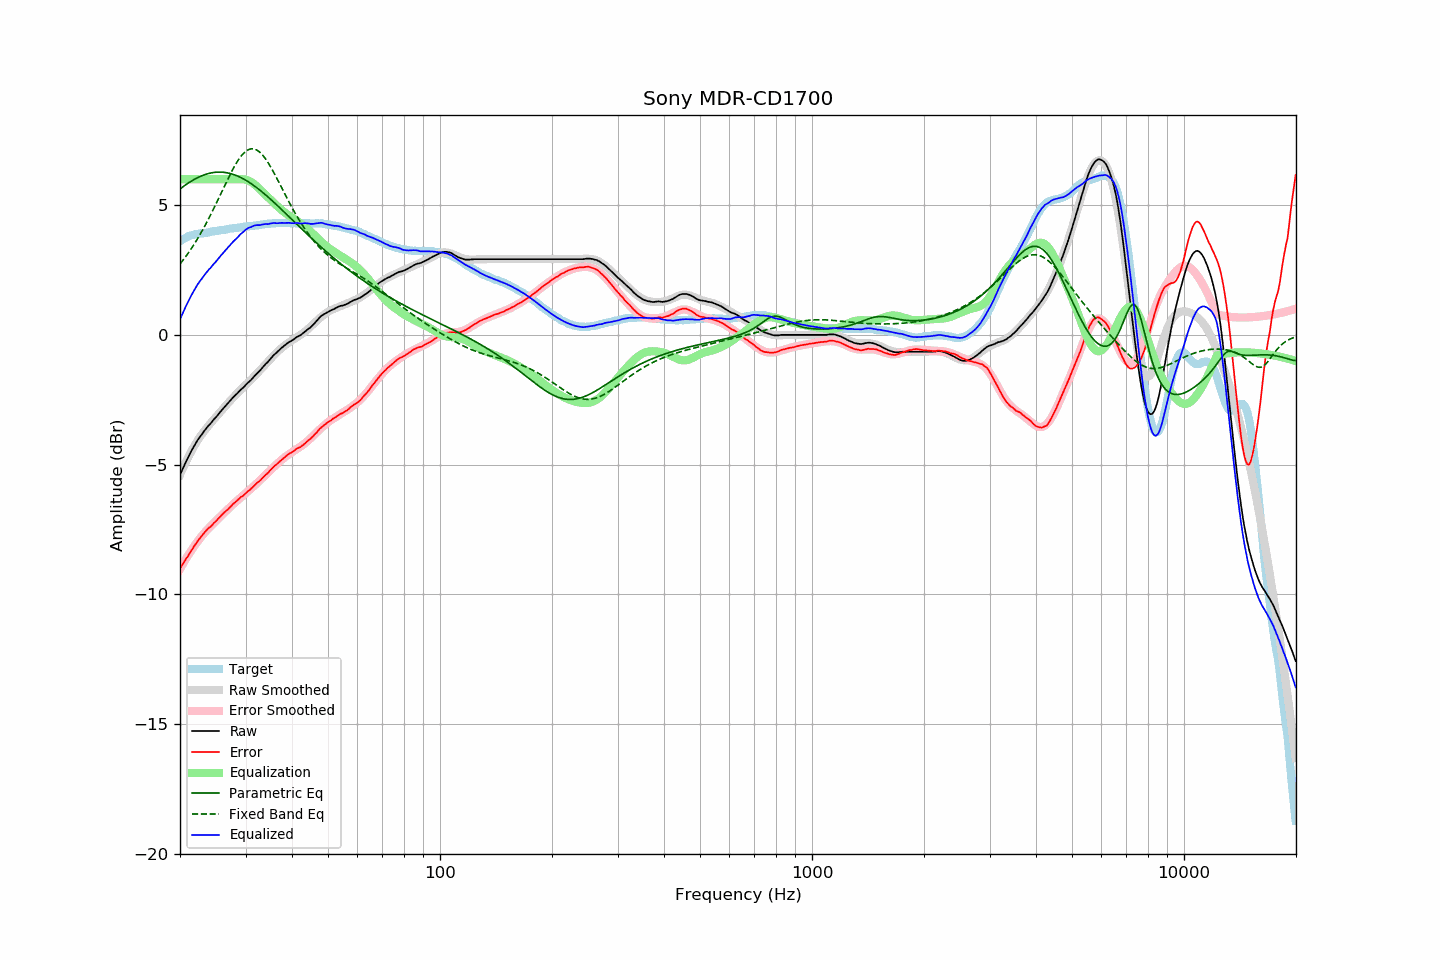 Sony MDR-CD1700
Amplitude (dBr)
5
0
−5
−10
−15
−20
100
1000
10000
Frequency (Hz)
Target
Raw Smoothed
Error Smoothed
Raw
Error
Equalization
Parametric Eq
Fixed Band Eq
Equalized